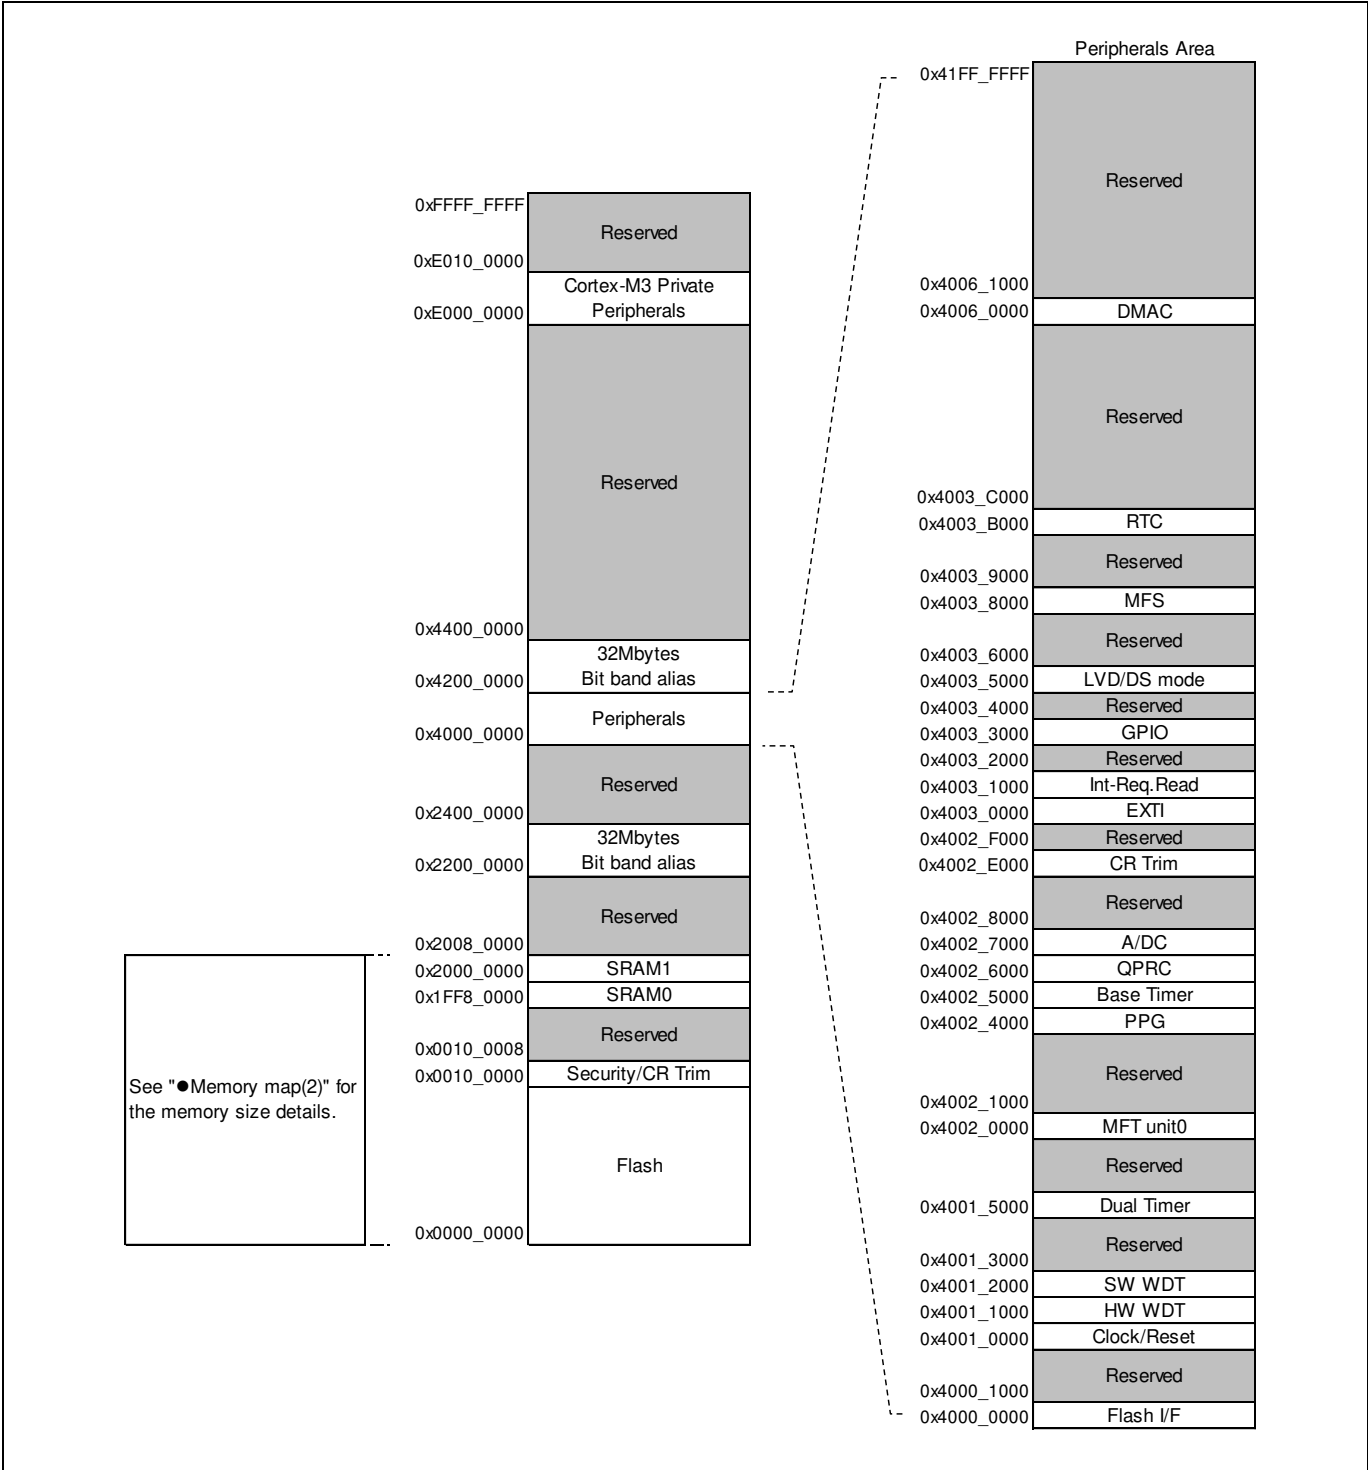 Peripherals Area
0x41FF_FFFF
Reserved
0x4006_1000
0x4006_0000 DMAC
Reserved
0x4003_C000
0x4003_B000 RTC
Reserved
0x4003_9000
0x4003_8000 MFS
Reserved
0x4003_6000
0x4003_5000 LVD/DS mode
0x4003_4000 Reserved
0x4003_3000 GPIO
0x4003_2000 Reserved
0x4003_1000 Int-Req.Read
0x4003_0000 EXTI
0x4002_F000 Reserved
0x4002_E000 CR Trim
Reserved
0x4002_8000
0x4002_7000 A/DC
0x4002_6000 QPRC
0x4002_5000 Base Timer
0x4002_4000 PPG
Reserved
0x4002_1000
0x4002_0000 MFT unit0
Reserved
0x4001_5000 Dual Timer
Reserved
0x4001_3000
0x4001_2000 SW WDT
0x4001_1000 HW WDT
0x4001_0000 Clock/Reset
Reserved
0x4000_1000
0x4000_0000 Flash I/F
0xFFFF_FFFF
Reserved
0xE010_0000
Cortex-M3 Private
0xE000_0000 Peripherals
Reserved
0x4400_0000
32Mbytes
0x4200_0000 Bit band alias
Peripherals
0x4000_0000
Reserved
0x2400_0000
32Mbytes
0x2200_0000 Bit band alias
Reserved
0x2008_0000
0x2000_0000 SRAM1
0x1FF8_0000 SRAM0
Reserved
0x0010_0008
0x0010_0000 Security/CR Trim
Flash
0x0000_0000
See "●Memory map(2)" for
the memory size details.